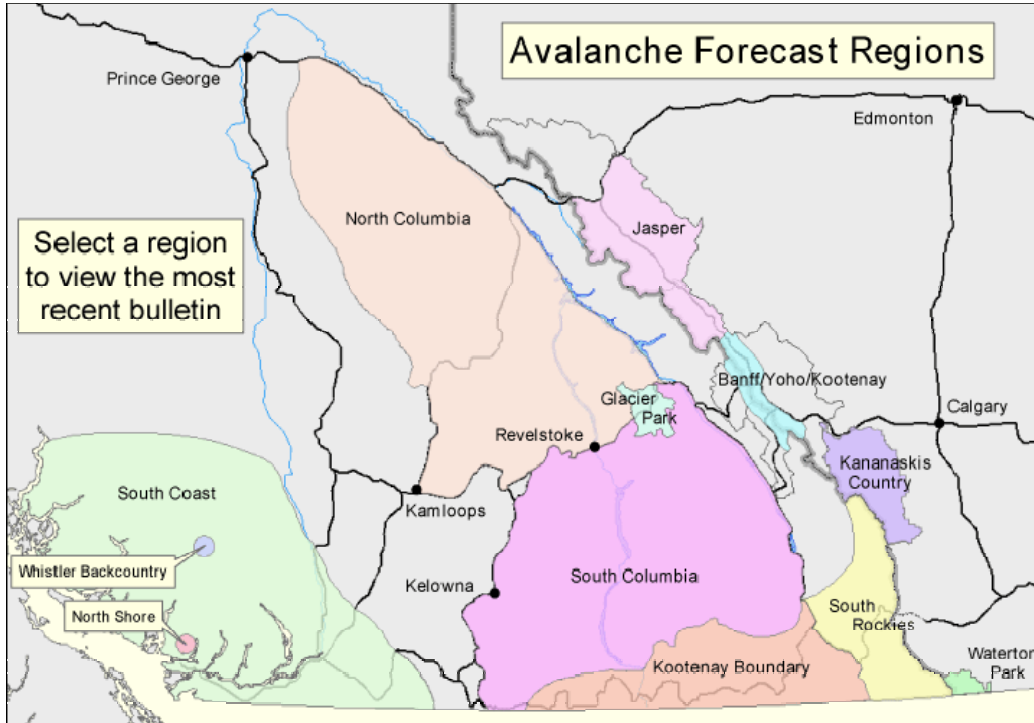 Avalanche Forecast Regions
Prince George
Edmonton
North Columbia
Jasper
Select a region
to view the most
recent bulletin
Banff/Yoho/Kootenay
Glacier
Park
Calgary
Revelstoke
Kananaskis
Country
South Coast
Kamloops
Whistler Backcountry
Kelowna
South Columbia
North Shore
South
Rockies
Waterton
Park
Kootenay Boundary